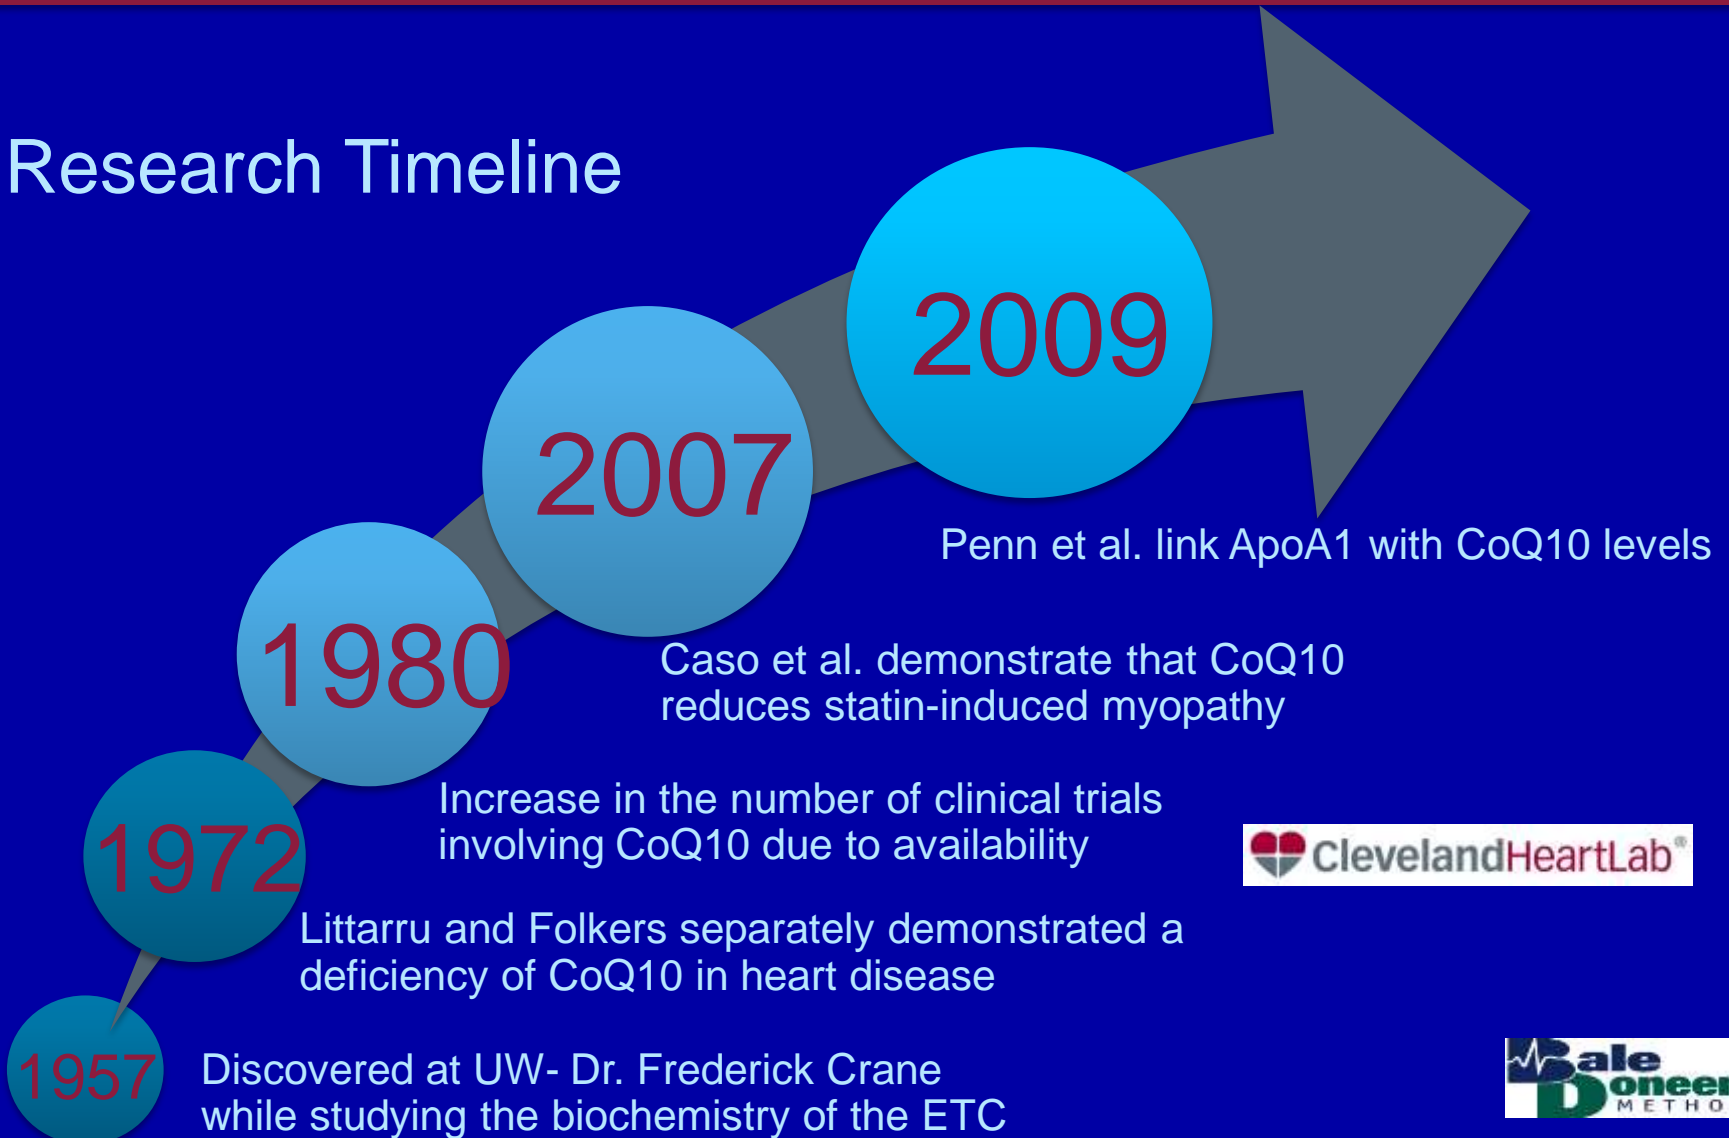 Research Timeline
2009
Penn et al. link ApoA1 with CoQ10 levels
2007
Caso et al. demonstrate that CoQ10
reduces statin-induced myopathy
1980
Increase in the number of clinical trials
involving CoQ10 due to availability
1972
Littarru and Folkers separately demonstrated a
deficiency of CoQ10 in heart disease
1957
Discovered at UW- Dr. Frederick Crane
while studying the biochemistry of the ETC
ClevelandHeartLab®
Bale
Doneen
METHO